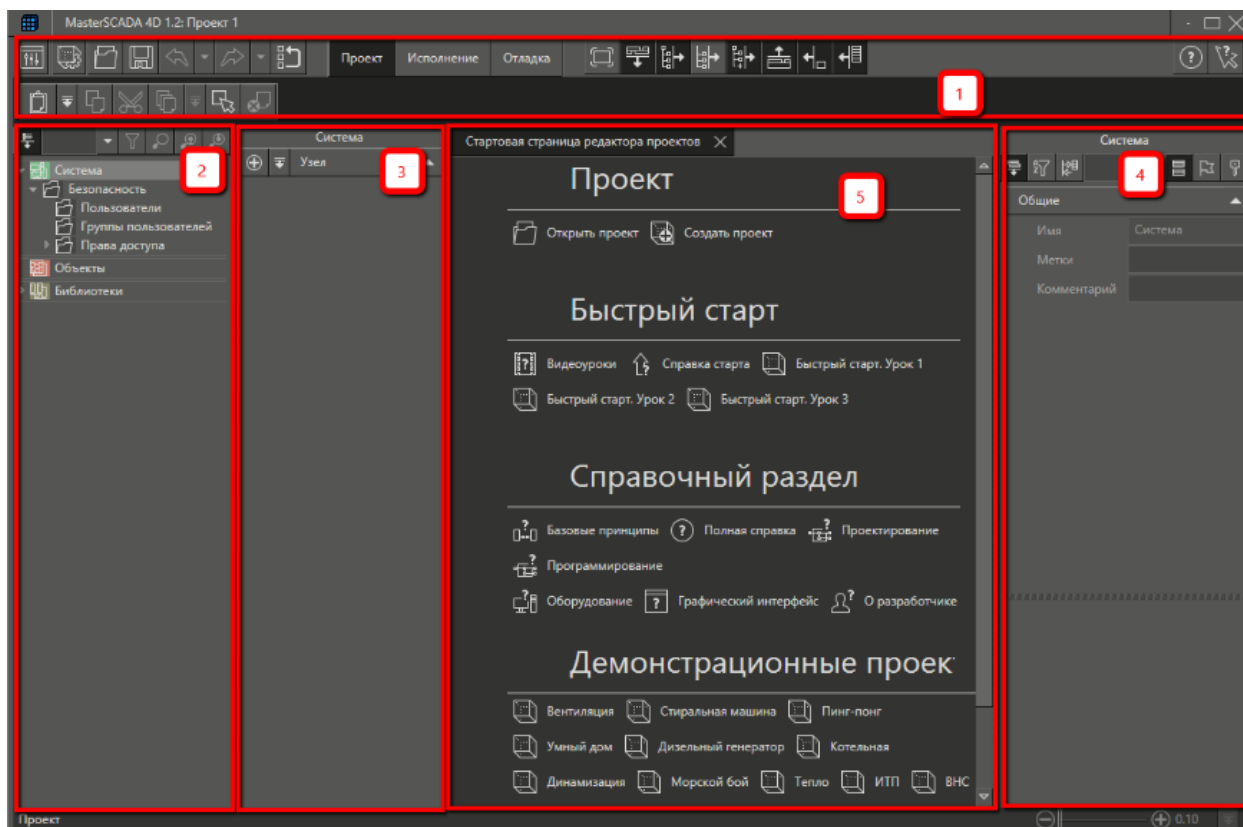 MasterSCADA 4D 1.2: Проект 1
Проект Исполнение Отладка
1
2
Система
Безопасность
Пользователи
Группы пользователей
Права доступа
Объекты
Библиотеки
Система
Узел
3
Стартовая страница редактора проектов
5
Проект
Открыть проект Создать проект
Быстрый старт
Видеоуроки Справка старта Быстрый старт. Урок 1
Быстрый старт. Урок 2 Быстрый старт. Урок 3
Справочный раздел
Базовые принципы Полная справка Проектирование
Программирование
Оборудование Графический интерфейс О разработчике
Демонстрационные проек
Вентиляция Стиральная машина Пинг-понг
Умный дом Дизельный генератор Котельная
Динамизация Морской бой Тепло ИТП ВНС
Система
4
Общие
Имя Система
Метки
Комментарий
Проект
0.10